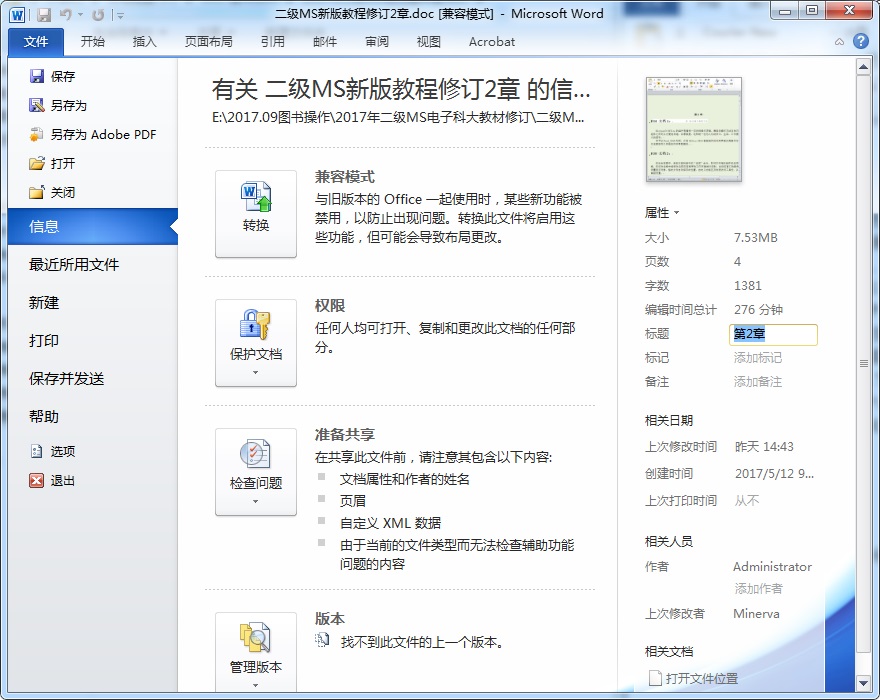 二级MS新版教程修订2章.doc [兼容模式] - Microsoft Word
文件 开始 插入 页面布局 引用 邮件 审阅 视图 Acrobat
保存
另存为
另存为 Adobe PDF
打开
关闭
信息
最近所用文件
新建
打印
保存并发送
帮助
选项
退出
有关 二级MS新版教程修订2章 的信...
E:\2017.09图书操作\2017年二级MS电子科大教材修订\二级M...
转换
兼容模式
与旧版本的 Office 一起使用时，某些新功能被
禁用，以防止出现问题。转换此文件将启用这
些功能，但可能会导致布局更改。
保护文档
权限
任何人均可打开、复制和更改此文档的任何部
分。
检查问题
准备共享
在共享此文件前，请注意其包含以下内容:
文档属性和作者的姓名
页眉
自定义 XML 数据
由于当前的文件类型而无法检查辅助功能
问题的内容
管理版本
版本
找不到此文件的上一个版本。
属性
大小 7.53MB
页数 4
字数 1381
编辑时间总计 276 分钟
标题 第2章
标记 添加标记
备注 添加备注
相关日期
上次修改时间 昨天 14:43
创建时间 2017/5/12 9...
上次打印时间 从不
相关人员
作者 Administrator
添加作者
上次修改者 Minerva
相关文档
打开文件位置